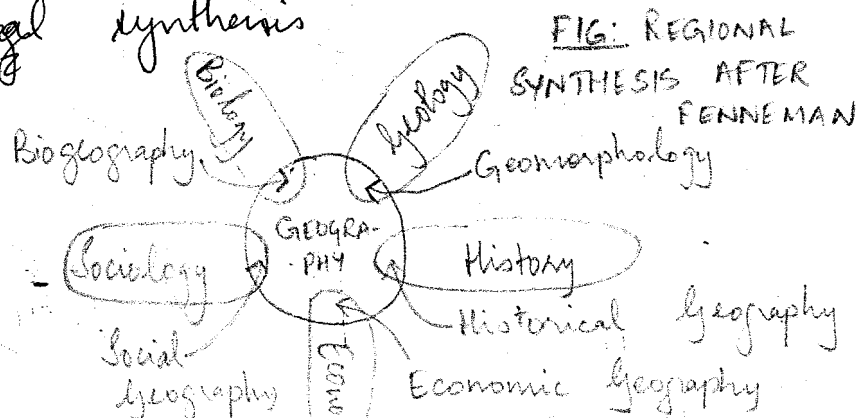 synthesis
FIG: REGIONAL
SYNTHESIS AFTER
FENNEMAN
Biology
Geology
Biogeography
Geomorphology
GEOGRA-
-PHY
Sociology
History
Historical Geography
Social
Geography
Econo
Economic Geography